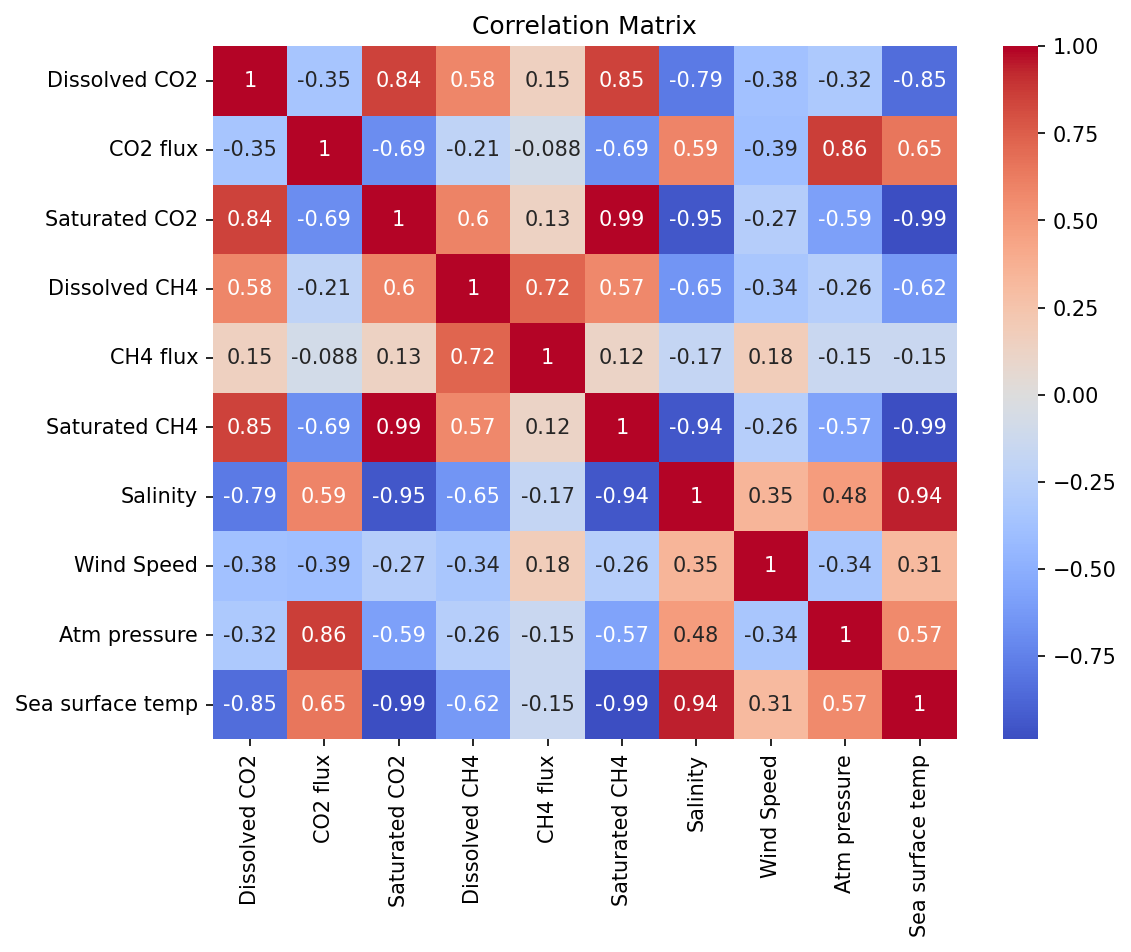 Correlation Matrix
Dissolved CO2 1 -0.35 0.84 0.58 0.15 0.85 -0.79 -0.38 -0.32 -0.85
CO2 flux -0.35 1 -0.69 -0.21 -0.088 -0.69 0.59 -0.39 0.86 0.65
Saturated CO2 0.84 -0.69 1 0.6 0.13 0.99 -0.95 -0.27 -0.59 -0.99
Dissolved CH4 0.58 -0.21 0.6 1 0.72 0.57 -0.65 -0.34 -0.26 -0.62
CH4 flux 0.15 -0.088 0.13 0.72 1 0.12 -0.17 0.18 -0.15 -0.15
Saturated CH4 0.85 -0.69 0.99 0.57 0.12 1 -0.94 -0.26 -0.57 -0.99
Salinity -0.79 0.59 -0.95 -0.65 -0.17 -0.94 1 0.35 0.48 0.94
Wind Speed -0.38 -0.39 -0.27 -0.34 0.18 -0.26 0.35 1 -0.34 0.31
Atm pressure -0.32 0.86 -0.59 -0.26 -0.15 -0.57 0.48 -0.34 1 0.57
Sea surface temp -0.85 0.65 -0.99 -0.62 -0.15 -0.99 0.94 0.31 0.57 1
Dissolved CO2
CO2 flux
Saturated CO2
Dissolved CH4
CH4 flux
Saturated CH4
Salinity
Wind Speed
Atm pressure
Sea surface temp
1.00
0.75
0.50
0.25
0.00
−0.25
−0.50
−0.75